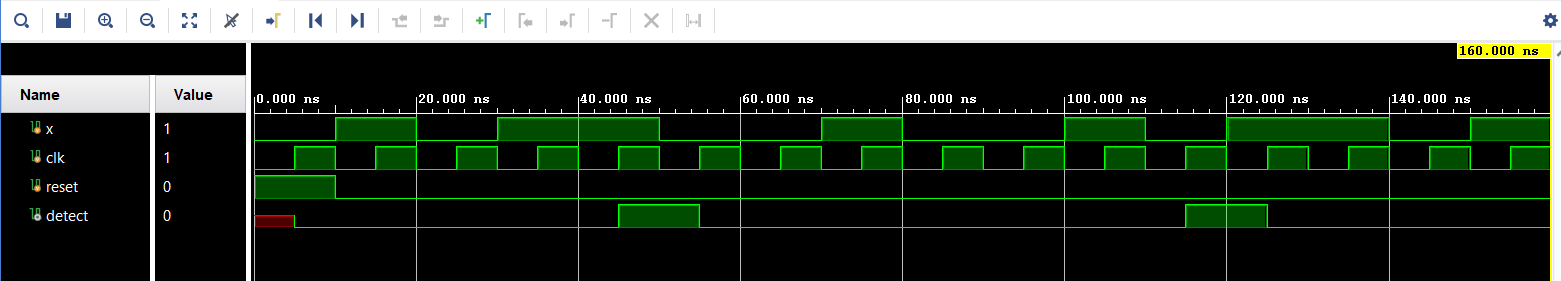 160.000 ns
Name Value
0.000 ns 20.000 ns 40.000 ns 60.000 ns 80.000 ns 100.000 ns 120.000 ns 140.000 ns
x 1
clk 1
reset 0
detect 0